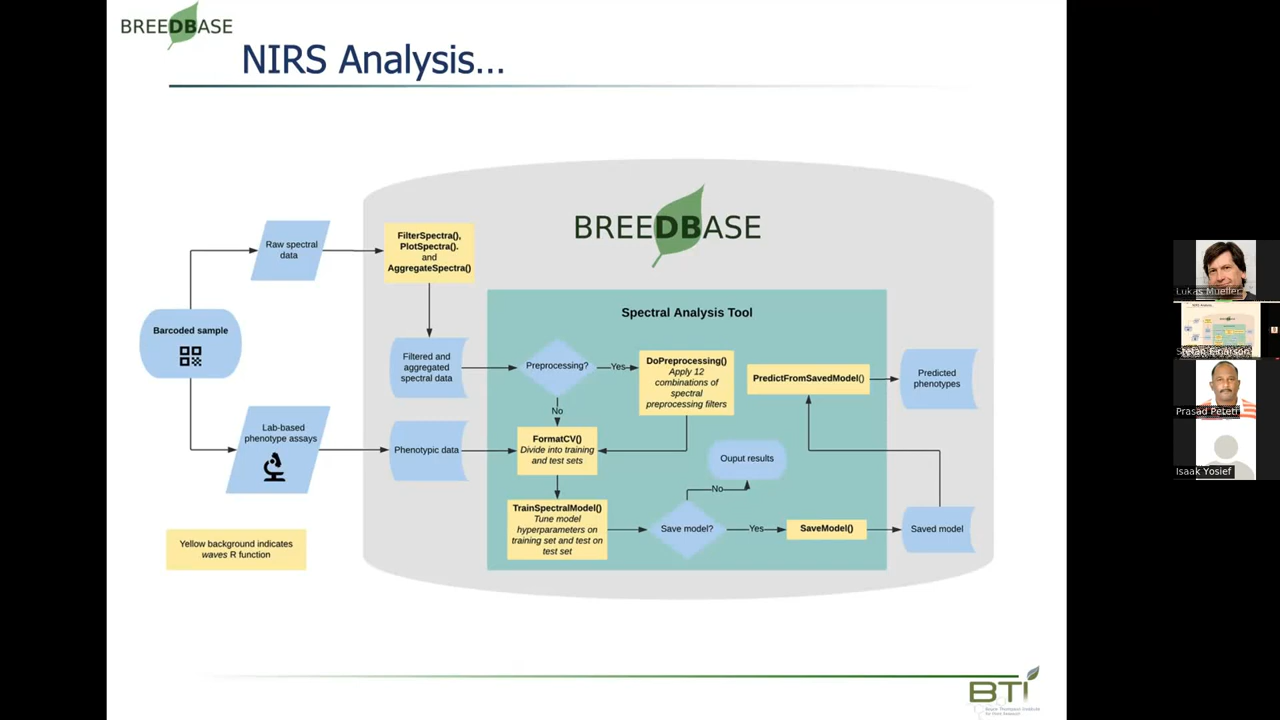 BREEDBASE
NIRS Analysis...
BREEDBASE
Raw spectral
data
FilterSpectra(),
PlotSpectra().
and
AggregateSpectra()
Spectral Analysis Tool
Barcoded sample
Filtered and
aggregated
spectral data
Preprocessing?
Yes
DoPreprocessing()
Apply 12
combinations of
spectral
preprocessing filters
PredictFromSavedModel()
Predicted
phenotypes
No
Lab-based
phenotype assays
Phenotypic data
FormatCV()
Divide into training
and test sets
Ouput results
No
TrainSpectralModel()
Tune model
hyperparameters on
training set and test on
test set
Save model?
Yes
SaveModel()
Saved model
Yellow background indicates
waves R function
BTI
Lukas Mueller
Prasad Peteti
Isaak Yosief